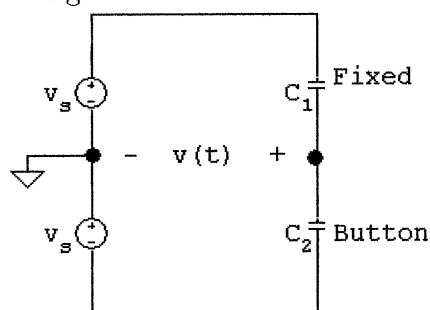 Fixed
v_s
C_1
+
-
- v(t) +
v_s
C_2 Button
+
-